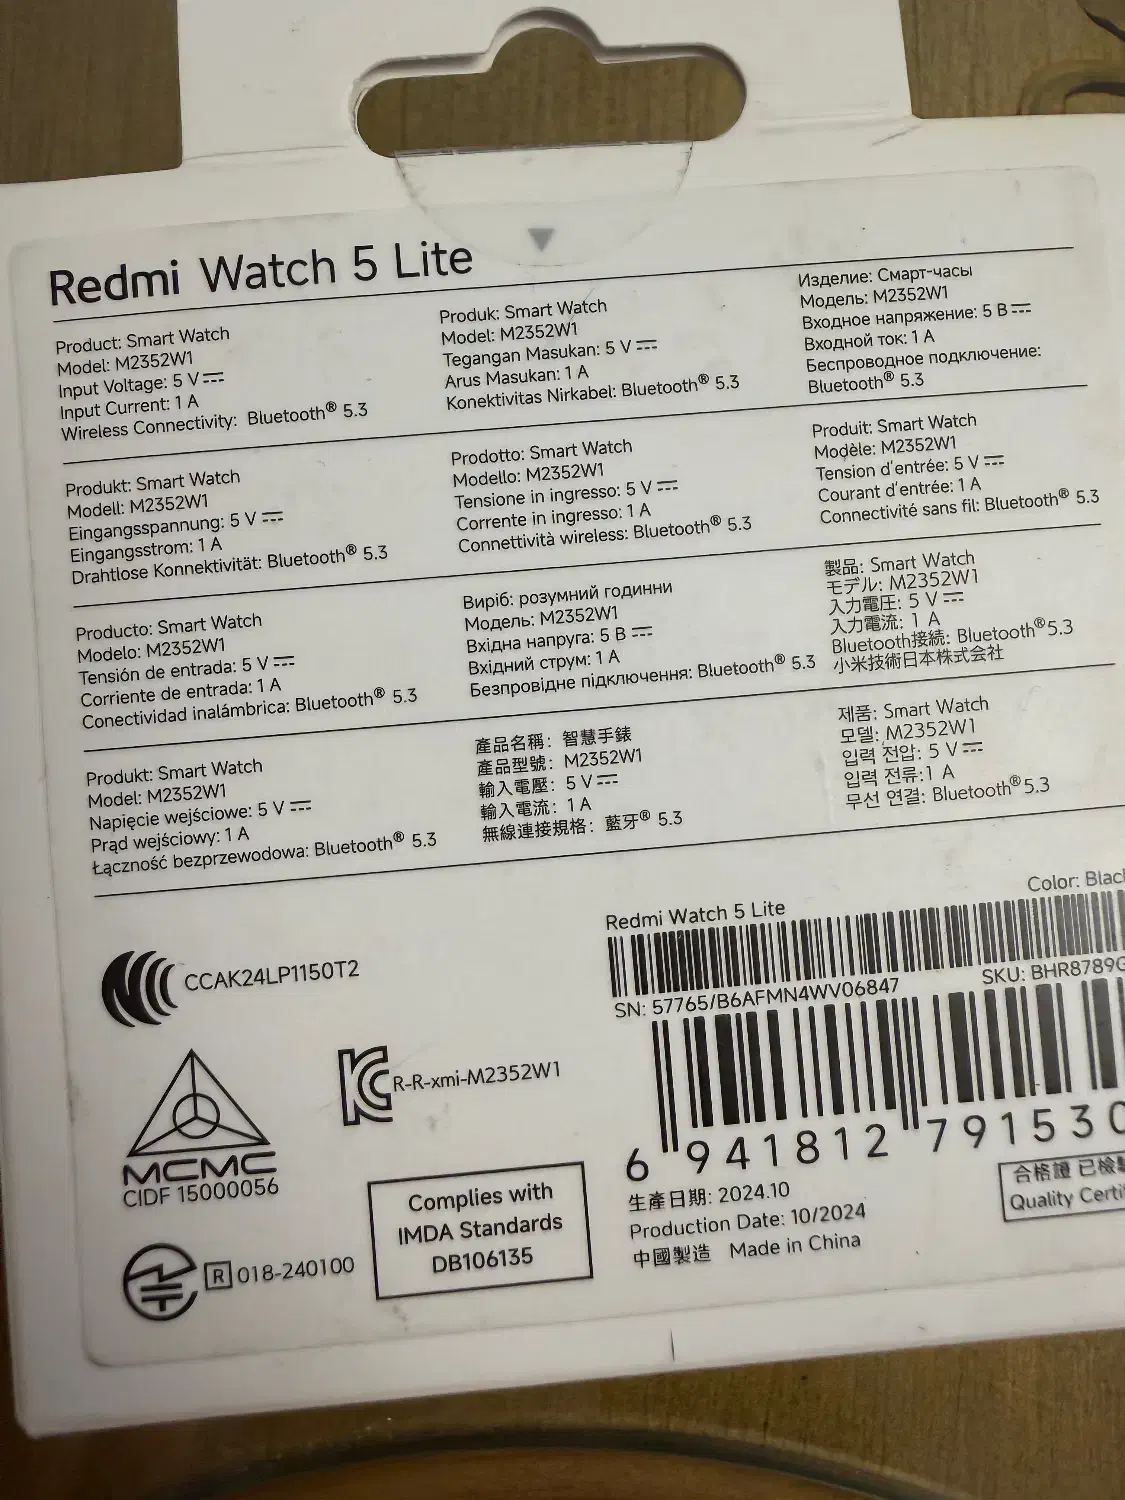 Redmi Watch 5 Lite
Product: Smart Watch
Model: M2352W1
Input Voltage: 5 V⎓
Input Current: 1 A
Wireless Connectivity: Bluetooth® 5.3
Produk: Smart Watch
Model: M2352W1
Tegangan Masukan: 5 V⎓
Arus Masukan: 1 A
Konektivitas Nirkabel: Bluetooth® 5.3
Изделие: Смарт-часы
Модель: M2352W1
Входное напряжение: 5 В⎓
Входной ток: 1 А
Беспроводное подключение:
Bluetooth® 5.3
Produkt: Smart Watch
Modell: M2352W1
Eingangsspannung: 5 V⎓
Eingangsstrom: 1 A
Drahtlose Konnektivität: Bluetooth® 5.3
Prodotto: Smart Watch
Modello: M2352W1
Tensione in ingresso: 5 V⎓
Corrente in ingresso: 1 A
Connettività wireless: Bluetooth® 5.3
Produit: Smart Watch
Modèle: M2352W1
Tension d'entrée: 5 V⎓
Courant d'entrée: 1 A
Connectivité sans fil: Bluetooth® 5.3
Producto: Smart Watch
Modelo: M2352W1
Tensión de entrada: 5 V⎓
Corriente de entrada: 1 A
Conectividad inalámbrica: Bluetooth® 5.3
Виріб: розумний годинни
Модель: M2352W1
Вхідна напруга: 5 В⎓
Вхідний струм: 1 А
Безпровідне підключення: Bluetooth® 5.3
製品: Smart Watch
モデル: M2352W1
入力電圧: 5 V⎓
入力電流: 1 A
Bluetooth接続: Bluetooth®5.3
小米技術日本株式会社
Produkt: Smart Watch
Model: M2352W1
Napięcie wejściowe: 5 V⎓
Prąd wejściowy: 1 A
Łączność bezprzewodowa: Bluetooth® 5.3
產品名稱：智慧手錶
產品型號：M2352W1
輸入電壓：5 V⎓
輸入電流：1 A
無線連接規格：藍牙® 5.3
제품: Smart Watch
모델: M2352W1
입력 전압: 5 V⎓
입력 전류:1 A
무선 연결: Bluetooth®5.3
CCAK24LP1150T2
R-R-xmi-M2352W1
MCMC
CIDF 15000056
R 018-240100
Complies with
IMDA Standards
DB106135
Redmi Watch 5 Lite
Color:
SN: 57765/B6AFMN4WV06847
SKU: BHR8789G
6 941812 791530
生產日期: 2024.10
Production Date: 10/2024
中國製造 Made in China
合格證 已檢
Quality